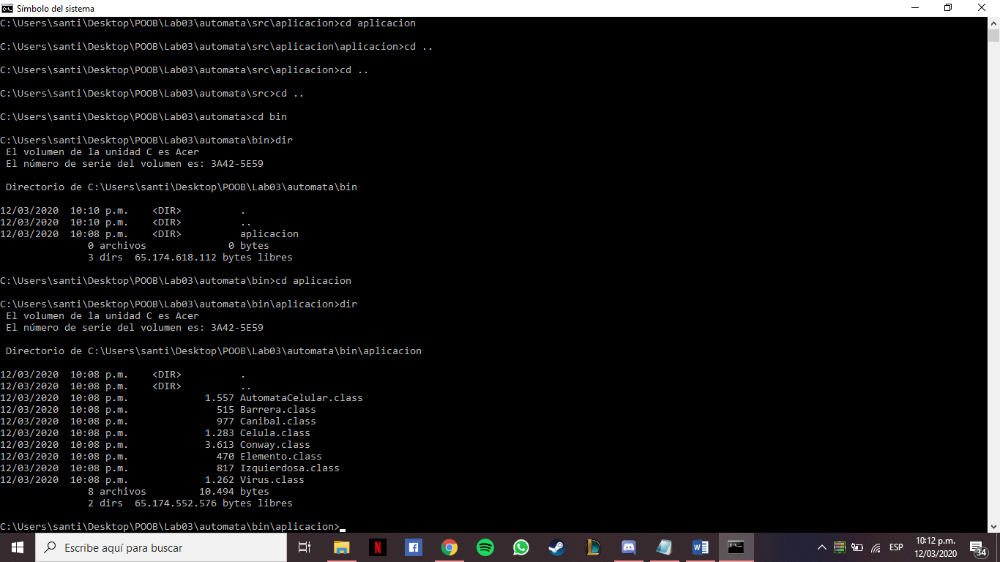 Símbolo del sistema
C:\Users\santi\Desktop\POOB\Lab03\automata\src\aplicacion>cd aplicacion
C:\Users\santi\Desktop\POOB\Lab03\automata\src\aplicacion\aplicacion>cd ..
C:\Users\santi\Desktop\POOB\Lab03\automata\src\aplicacion>cd ..
C:\Users\santi\Desktop\POOB\Lab03\automata\src>cd ..
C:\Users\santi\Desktop\POOB\Lab03\automata>cd bin
C:\Users\santi\Desktop\POOB\Lab03\automata\bin>dir
El volumen de la unidad C es Acer
El número de serie del volumen es: 3A42-5E59
Directorio de C:\Users\santi\Desktop\POOB\Lab03\automata\bin
12/03/2020  10:10 p.m.    <DIR>          .
12/03/2020  10:10 p.m.    <DIR>          ..
12/03/2020  10:08 p.m.    <DIR>          aplicacion
0 archivos              0 bytes
3 dirs  65.174.618.112 bytes libres
C:\Users\santi\Desktop\POOB\Lab03\automata\bin>cd aplicacion
C:\Users\santi\Desktop\POOB\Lab03\automata\bin\aplicacion>dir
El volumen de la unidad C es Acer
El número de serie del volumen es: 3A42-5E59
Directorio de C:\Users\santi\Desktop\POOB\Lab03\automata\bin\aplicacion
12/03/2020  10:08 p.m.    <DIR>          .
12/03/2020  10:08 p.m.    <DIR>          ..
12/03/2020  10:08 p.m.             1.557 AutomataCelular.class
12/03/2020  10:08 p.m.               515 Barrera.class
12/03/2020  10:08 p.m.               977 Canibal.class
12/03/2020  10:08 p.m.             1.283 Celula.class
12/03/2020  10:08 p.m.             3.613 Conway.class
12/03/2020  10:08 p.m.               470 Elemento.class
12/03/2020  10:08 p.m.               817 Izquierdosa.class
12/03/2020  10:08 p.m.             1.262 Virus.class
8 archivos         10.494 bytes
2 dirs  65.174.552.576 bytes libres
C:\Users\santi\Desktop\POOB\Lab03\automata\bin\aplicacion>
Escribe aquí para buscar
ESP
10:12 p.m.
12/03/2020
34